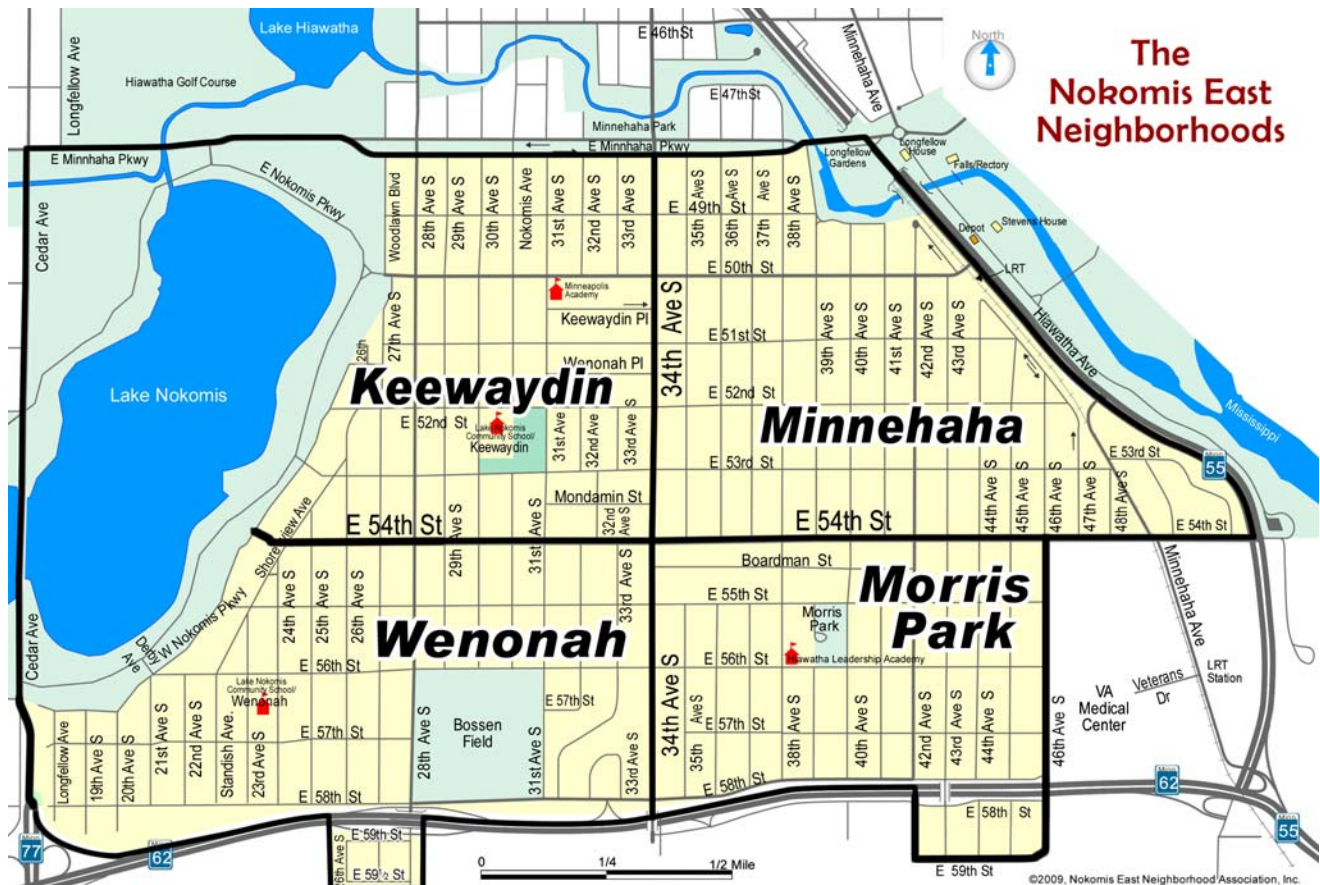 The
Nokomis East
Neighborhoods
North
Lake Hiawatha
Hiawatha Golf Course
Longfellow Ave
E 46th St
E 47th St
Minnehaha Ave
Minnehaha Park
E Minnhaha Pkwy
E Minnhaha Pkwy
Longfellow
Gardens
Longfellow
House
Falls/Rectory
Stevens House
Depot
LRT
Hiawatha Ave
Mississippi
Cedar Ave
E Nokomis Pkwy
Woodlawn Blvd
28th Ave S
29th Ave S
30th Ave S
Nokomis Ave
31st Ave S
32nd Ave S
33rd Ave S
E 49th St
35th Ave S
36th Ave S
37th Ave S
38th Ave S
E 50th St
Minneapolis
Academy
Keewaydin Pl
34th Ave S
E 51st St
27th Ave S
26th
Wenonah Pl
39th Ave S
40th Ave S
41st Ave S
42nd Ave S
43rd Ave S
Lake Nokomis
Keewaydin
E 52nd St
E 52nd St
Lake Nokomis
Community School/
Keewaydin
31st Ave S
32nd Ave S
33rd Ave S
Minnehaha
E 53rd St
E 53rd St
55
Mondamin St
32nd
Ave S
44th Ave S
45th Ave S
46th Ave S
47th Ave S
48th Ave S
E 54th St
E 54th St
E 54th St
Shoreview Ave
29th Ave S
31st Ave S
Boardman St
Minnehaha Ave
W Nokomis Pkwy
Derby
Ave
Cedar Ave
24th Ave S
25th Ave S
26th Ave S
33rd Ave S
E 55th St
Morris
Park
Morris
Park
Wenonah
E 56th St
34th Ave S
E 56th St
Hiawatha Leadership Academy
Lake Nokomis
Community School/
Wenonah
E 57th St
E 57th St
E 57th St
Bossen
Field
VA
Medical
Center
Veterans
Dr
LRT
Station
Longfellow Ave
19th Ave S
20th Ave S
21st Ave S
22nd Ave S
Standish Ave.
23rd Ave S
28th Ave S
31st Ave S
33rd Ave S
35th Ave S
38th Ave S
40th Ave S
42nd Ave S
43rd Ave S
44th Ave S
46th Ave S
E 58th St
E 58th St
E 58th St
62
55
77
62
E 59th St
E 59½ St
26th Ave S
E 59th St
0
1/4
1/2 Mile
©2009, Nokomis East Neighborhood Association, Inc.